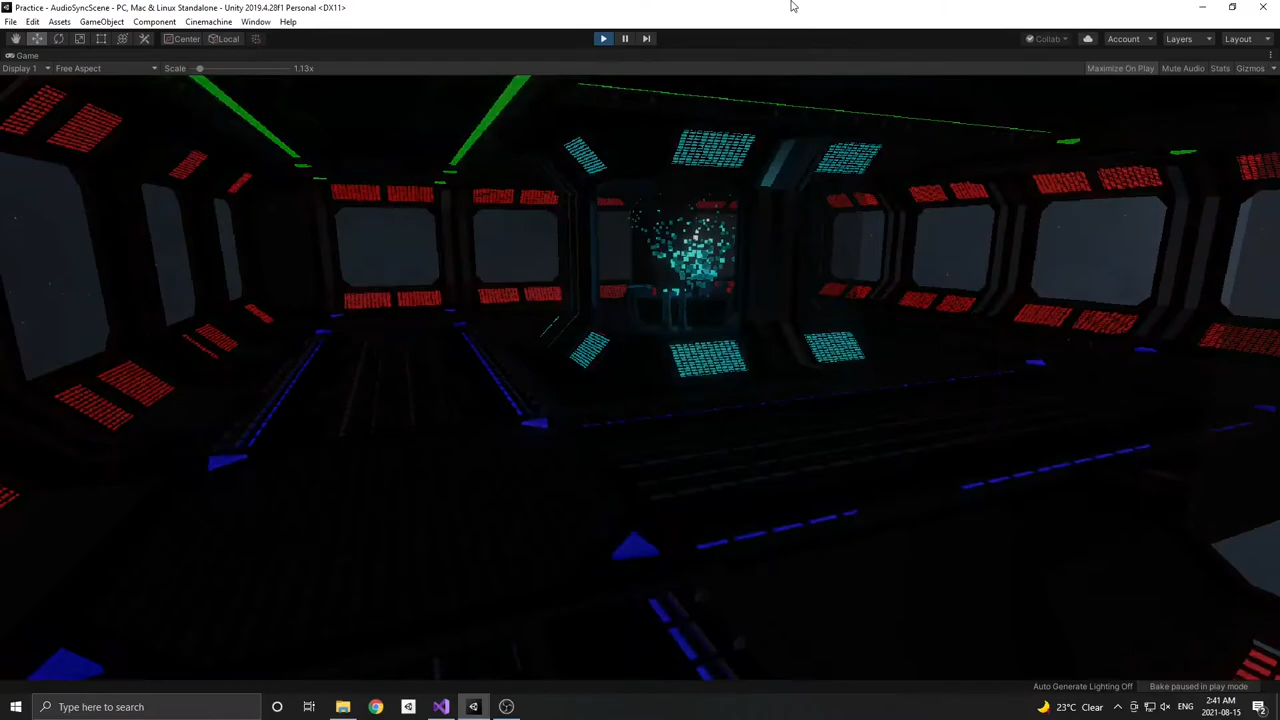 Practice - AudioSyncScene - PC, Mac & Linux Standalone - Unity 2019.4.28f1 Personal <DX11>
File Edit Assets GameObject Component Cinemachine Window Help
Center Local Collab Account Layers Layout
Game
Display 1 Free Aspect Scale 1.13x Maximize On Play Mute Audio Stats Gizmos
Auto Generate Lighting Off Bake paused in play mode
Type here to search 23°C Clear ENG 2:41 AM
2021-08-15
2